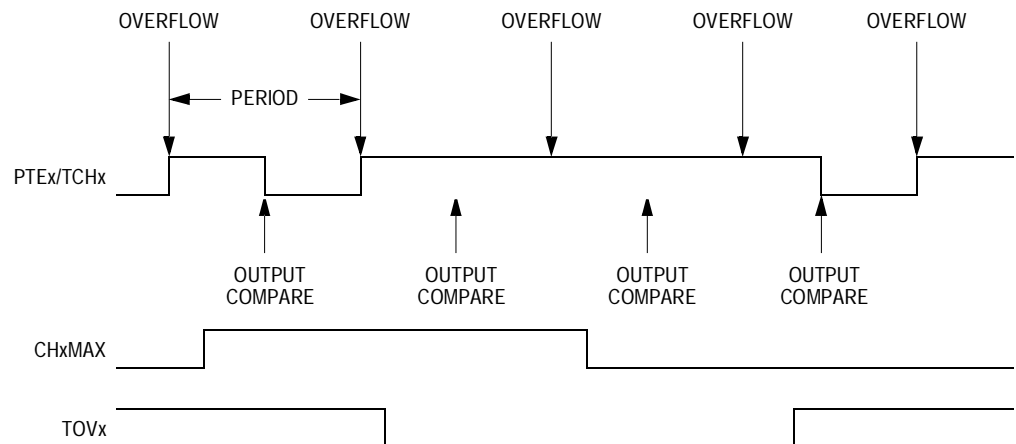 OVERFLOW OVERFLOW OVERFLOW OVERFLOW OVERFLOW
PERIOD
PTEx/TCHx
OUTPUT COMPARE
OUTPUT COMPARE
OUTPUT COMPARE
OUTPUT COMPARE
CHxMAX
TOVx